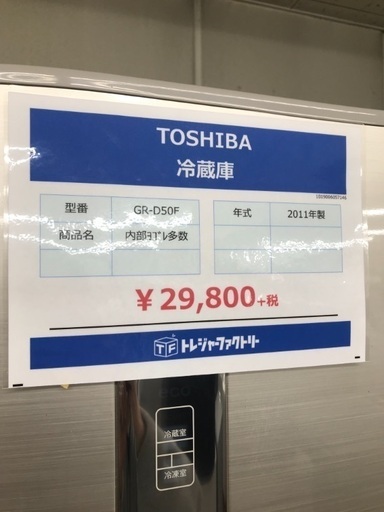 TOSHIBA
冷蔵庫
型番 GR-D50F 年式 2011年製
商品名 内部ﾖｺﾞﾚ多数
¥29,800+税
TF トレジャーファクトリー
冷蔵室
冷凍室